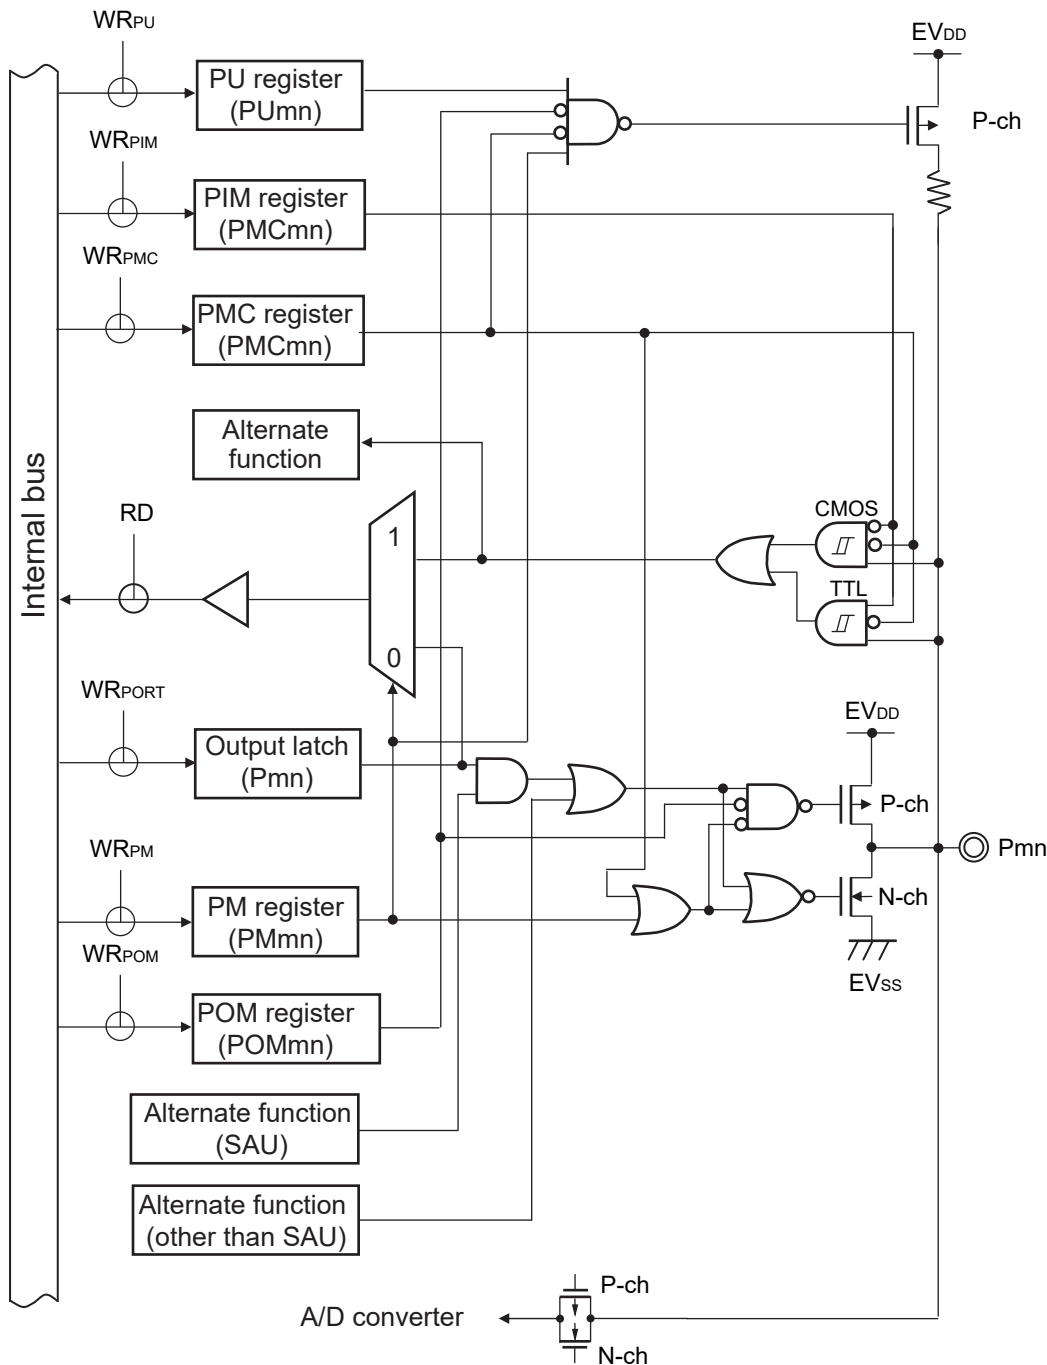 WRPU
EVDD
PU register
(PUmn)
P-ch
WRPIM
PIM register
(PMCmn)
WRPMC
PMC register
(PMCmn)
Alternate
function
Internal bus
RD
1
0
CMOS
TTL
WRPORT
Output latch
(Pmn)
EVDD
P-ch
Pmn
WRPM
PM register
(PMmn)
N-ch
EVSS
WRPOM
POM register
(POMmn)
Alternate function
(SAU)
Alternate function
(other than SAU)
P-ch
A/D converter
N-ch